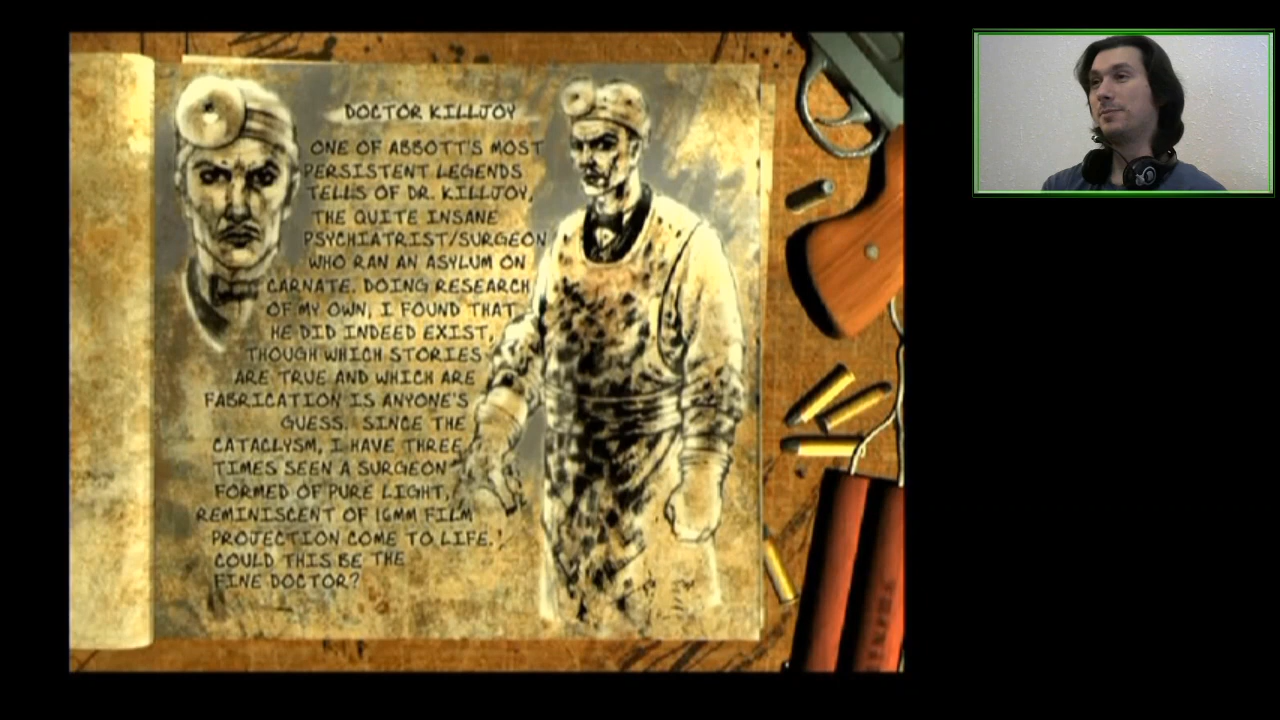 DOCTOR KILLJOY
ONE OF ABBOTT'S MOST
PERSISTENT LEGENDS
TELLS OF DR. KILLJOY,
THE QUITE INSANE
PSYCHIATRIST/SURGEON
WHO RAN AN ASYLUM ON
CARNATE. DOING RESEARCH
OF MY OWN, I FOUND THAT
HE DID INDEED EXIST,
THOUGH WHICH STORIES
ARE TRUE AND WHICH ARE
FABRICATION IS ANYONE'S
GUESS. SINCE THE
CATACLYSM, I HAVE THREE
TIMES SEEN A SURGEON
FORMED OF PURE LIGHT,
REMINISCENT OF 16MM FILM
PROJECTION COME TO LIFE.
COULD THIS BE THE
FINE DOCTOR?